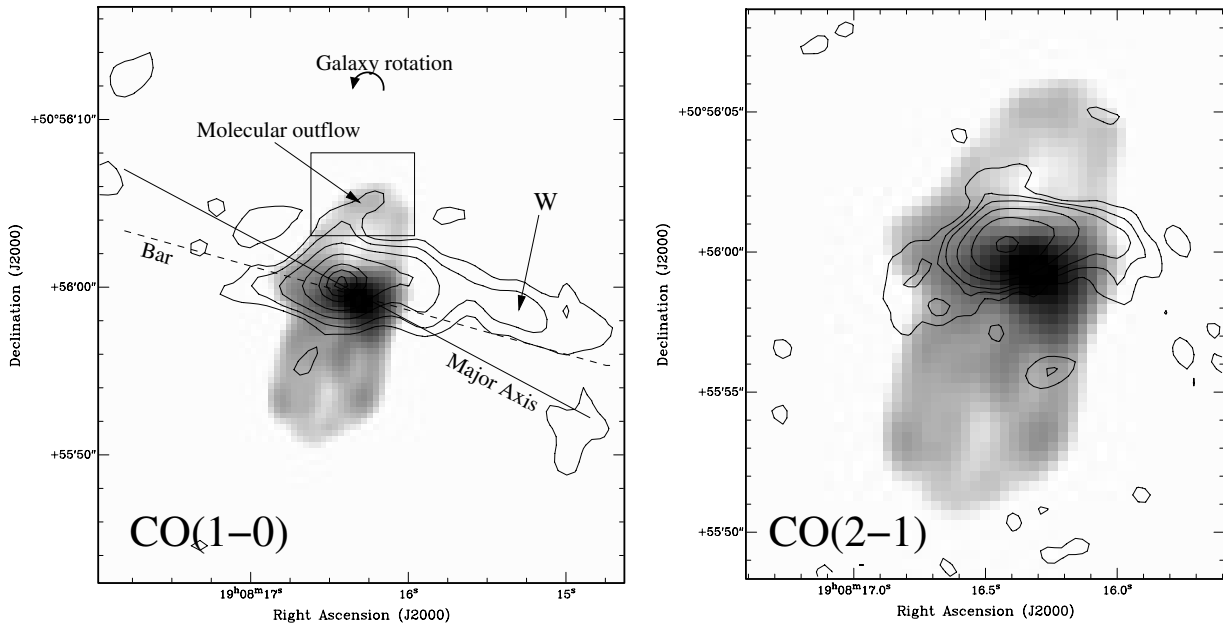 Galaxy rotation
Molecular outflow
W
Bar
Major Axis
CO(1−0)
Declination (J2000)
+50°56'10"
+56'00"
+55'50"
19ʰ08ᵐ17ˢ
16ˢ
15ˢ
Right Ascension (J2000)
CO(2−1)
Declination (J2000)
+50°56'05"
+56'00"
+55'55"
+55'50"
19ʰ08ᵐ17.0ˢ
16.5ˢ
16.0ˢ
Right Ascension (J2000)